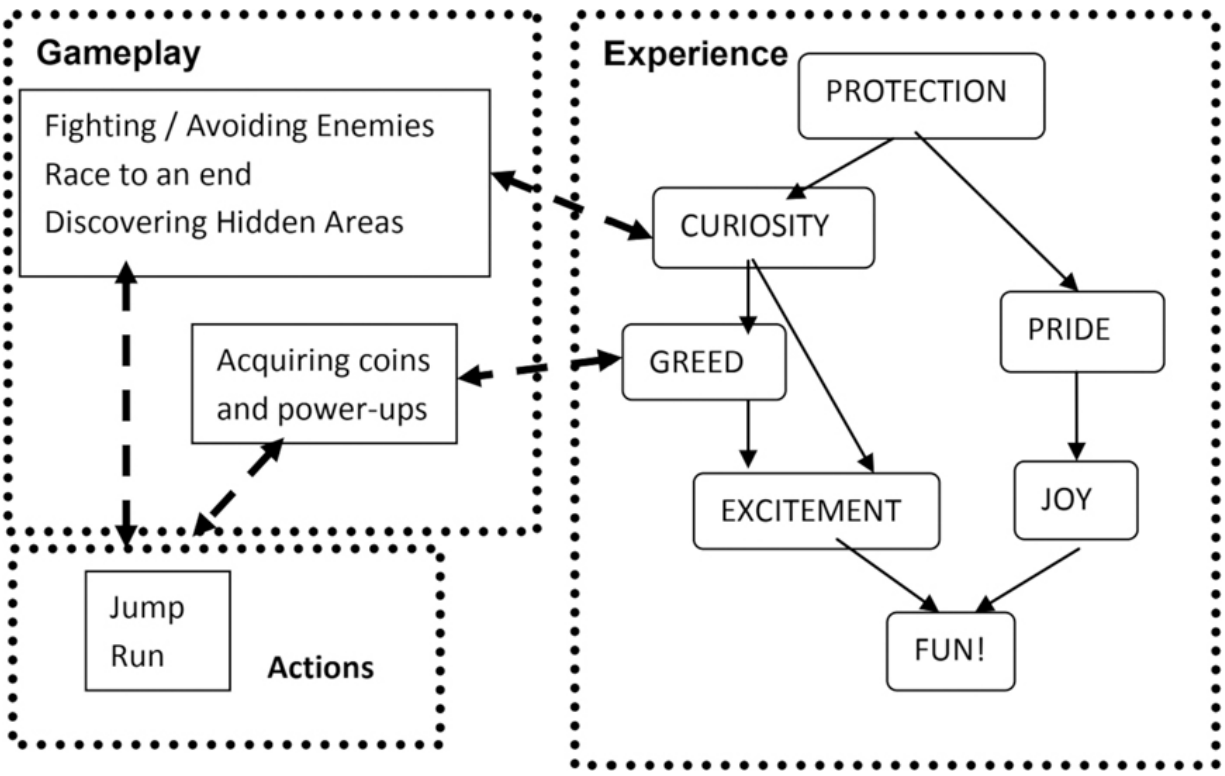 Gameplay
Fighting / Avoiding Enemies
Race to an end
Discovering Hidden Areas
Acquiring coins
and power-ups
Jump
Run
Actions
Experience
PROTECTION
CURIOSITY
PRIDE
GREED
EXCITEMENT
JOY
FUN!